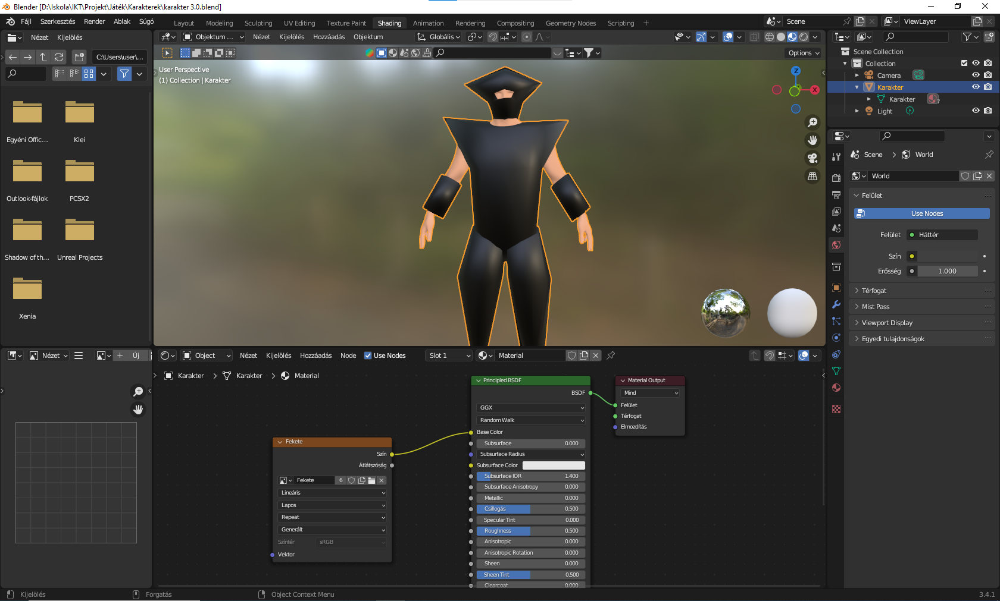 Blender [D:\Iskola\IKT\Projekt\Játék\Karakterek\karakter 3.0.blend]
Fájl Szerkesztés Render Ablak Súgó
Layout Modeling Sculpting UV Editing Texture Paint Shading Animation Rendering Compositing Geometry Nodes Scripting +
Scene
ViewLayer
Nézet Kijelölés
C:\Users\user\...
Egyéni Offic...
Klei
Outlook-fájlok
PCSX2
Shadow of th...
Unreal Projects
Xenia
Objektum ... Nézet Kijelölés Hozzáadás Objektum
Globális
Options
User Perspective
(1) Collection | Karakter
Z
X
Scene Collection
Collection
Camera
Karakter
Karakter
7
Light
Scene > World
World
Felület
Use Nodes
Felület
Háttér
Szín
Erősség
1.000
Térfogat
Mist Pass
Viewport Display
Egyedi tulajdonságok
Nézet
+ Új
Object Nézet Kijelölés Hozzáadás Node Use Nodes
Slot 1
Material
Karakter > Karakter > Material
Fekete
Szín
Átlátszóság
Fekete 6
Lineáris
Lapos
Repeat
Generált
Színtér sRGB
Vektor
Principled BSDF
BSDF
GGX
Random Walk
Base Color
Subsurface 0.000
Subsurface Radius
Subsurface Color
Subsurface IOR 1.400
Subsurface Anisotropy 0.000
Metallic 0.000
Csillogás 0.500
Specular Tint 0.000
Roughness 0.500
Anisotropic 0.000
Anisotropic Rotation 0.000
Sheen 0.000
Sheen Tint 0.500
Clearcoat 0.000
Material Output
Mind
Felület
Térfogat
Elmozdítás
Kijelölés
Forgatás
Object Context Menu
3.4.1